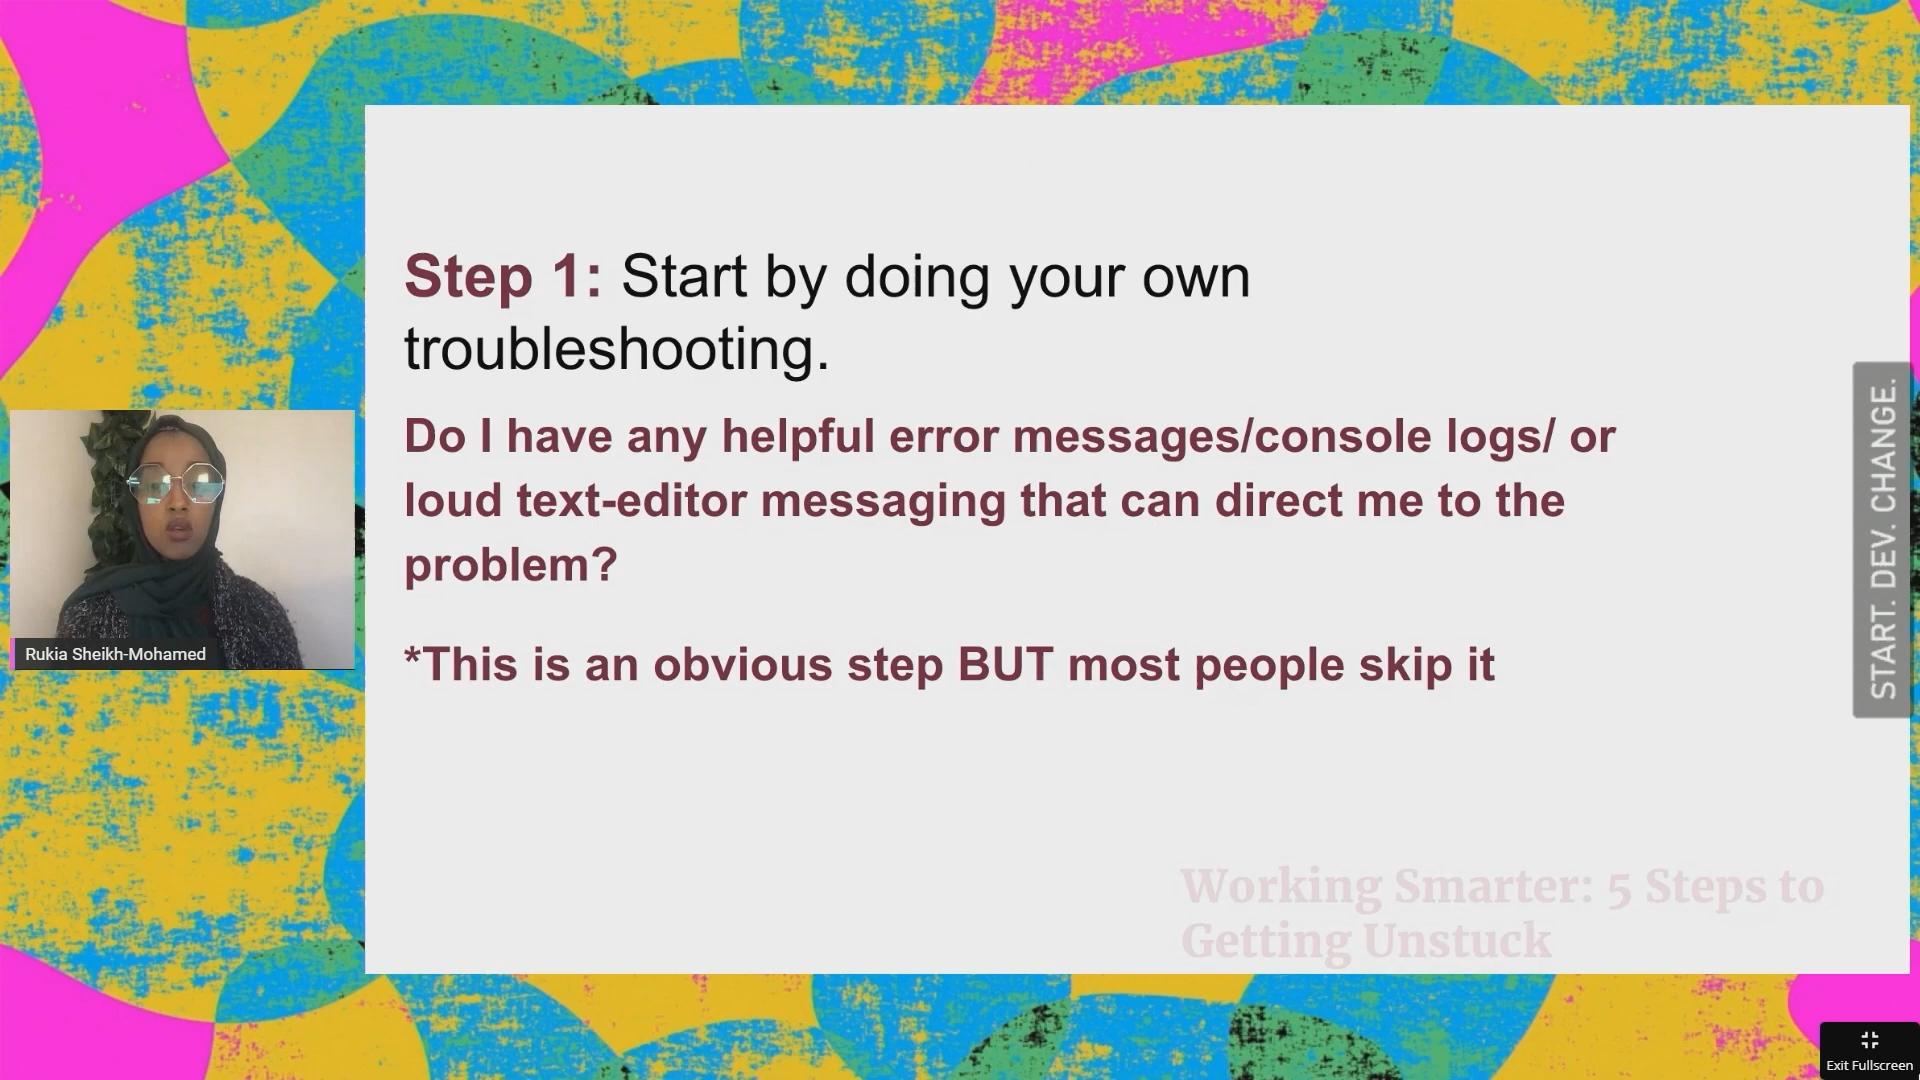 Step 1: Start by doing your own
troubleshooting.
Do I have any helpful error messages/console logs/ or
loud text-editor messaging that can direct me to the
problem?
*This is an obvious step BUT most people skip it
Rukia Sheikh-Mohamed
START. DEV. CHANGE.
Working Smarter: 5 Steps to
Getting Unstuck
Exit Fullscreen